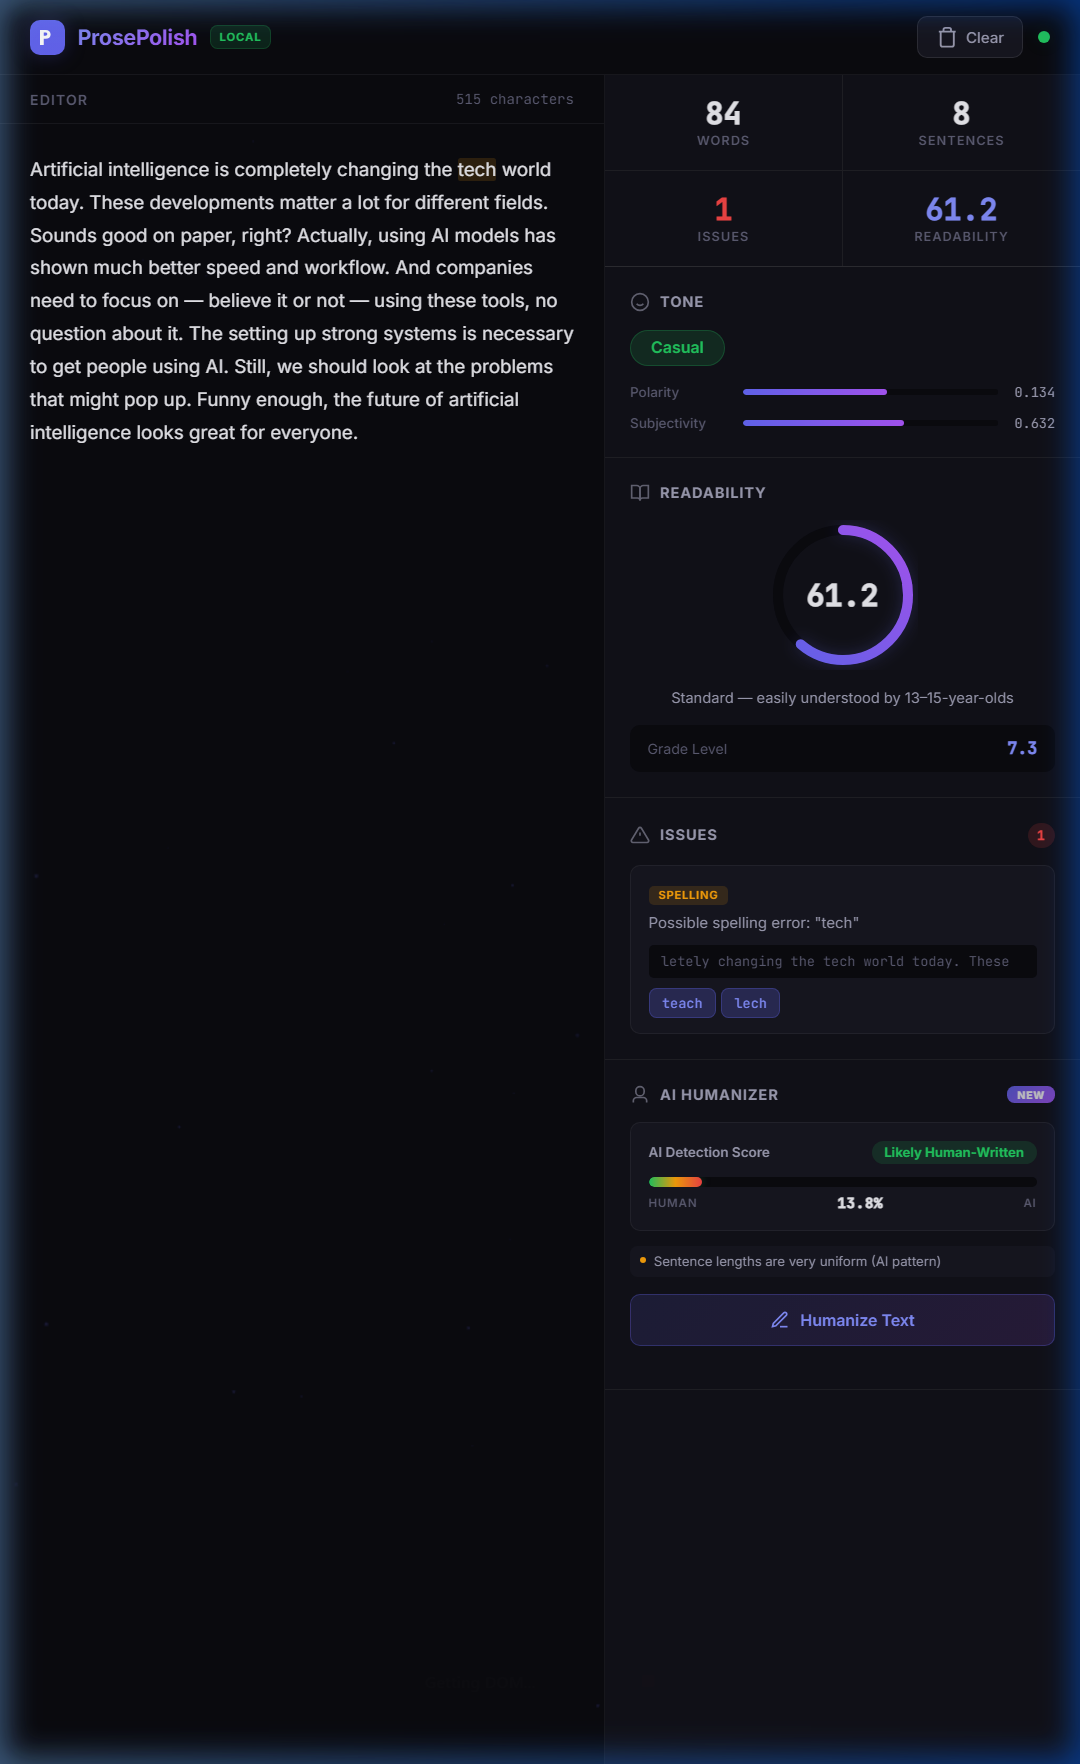 P ProsePolish LOCAL
Clear
EDITOR
515 characters
Artificial intelligence is completely changing the tech world
today. These developments matter a lot for different fields.
Sounds good on paper, right? Actually, using AI models has
shown much better speed and workflow. And companies
need to focus on — believe it or not — using these tools, no
question about it. The setting up strong systems is necessary
to get people using AI. Still, we should look at the problems
that might pop up. Funny enough, the future of artificial
intelligence looks great for everyone.
84
WORDS
8
SENTENCES
1
ISSUES
61.2
READABILITY
TONE
Casual
Polarity 0.134
Subjectivity 0.632
READABILITY
61.2
Standard — easily understood by 13–15-year-olds
Grade Level 7.3
ISSUES 1
SPELLING
Possible spelling error: "tech"
letely changing the tech world today. These
teach lech
AI HUMANIZER NEW
AI Detection Score Likely Human-Written
HUMAN 13.8% AI
Sentence lengths are very uniform (AI pattern)
Humanize Text